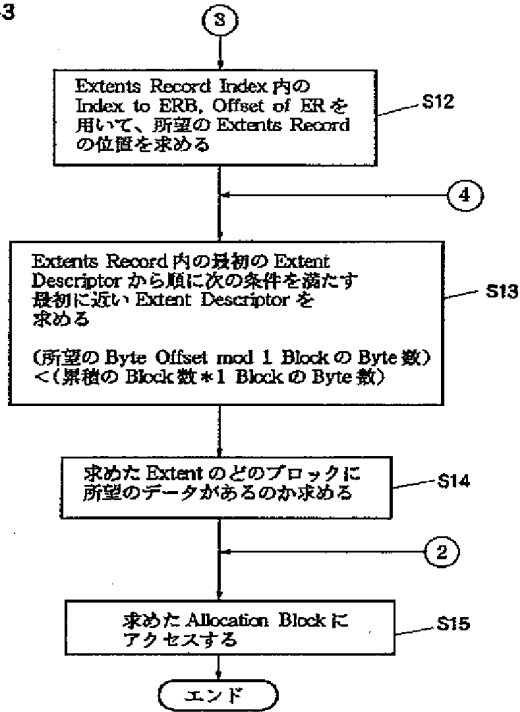 3
③
Extents Record Index 内の
Index to ERB, Offset of ER を
用いて、所望の Extents Record
の位置を求める
S12
④
Extents Record 内の最初の Extent
Descriptor から順に次の条件を満たす
最初に近い Extent Descriptor を
求める
S13
(所望の Byte Offset mod 1 Block の Byte 数)
<(累積の Block 数*1 Block の Byte 数)
求めた Extent のどのブロックに
所望のデータがあるのか求める
S14
②
求めた Allocation Block に
アクセスする
S15
エンド